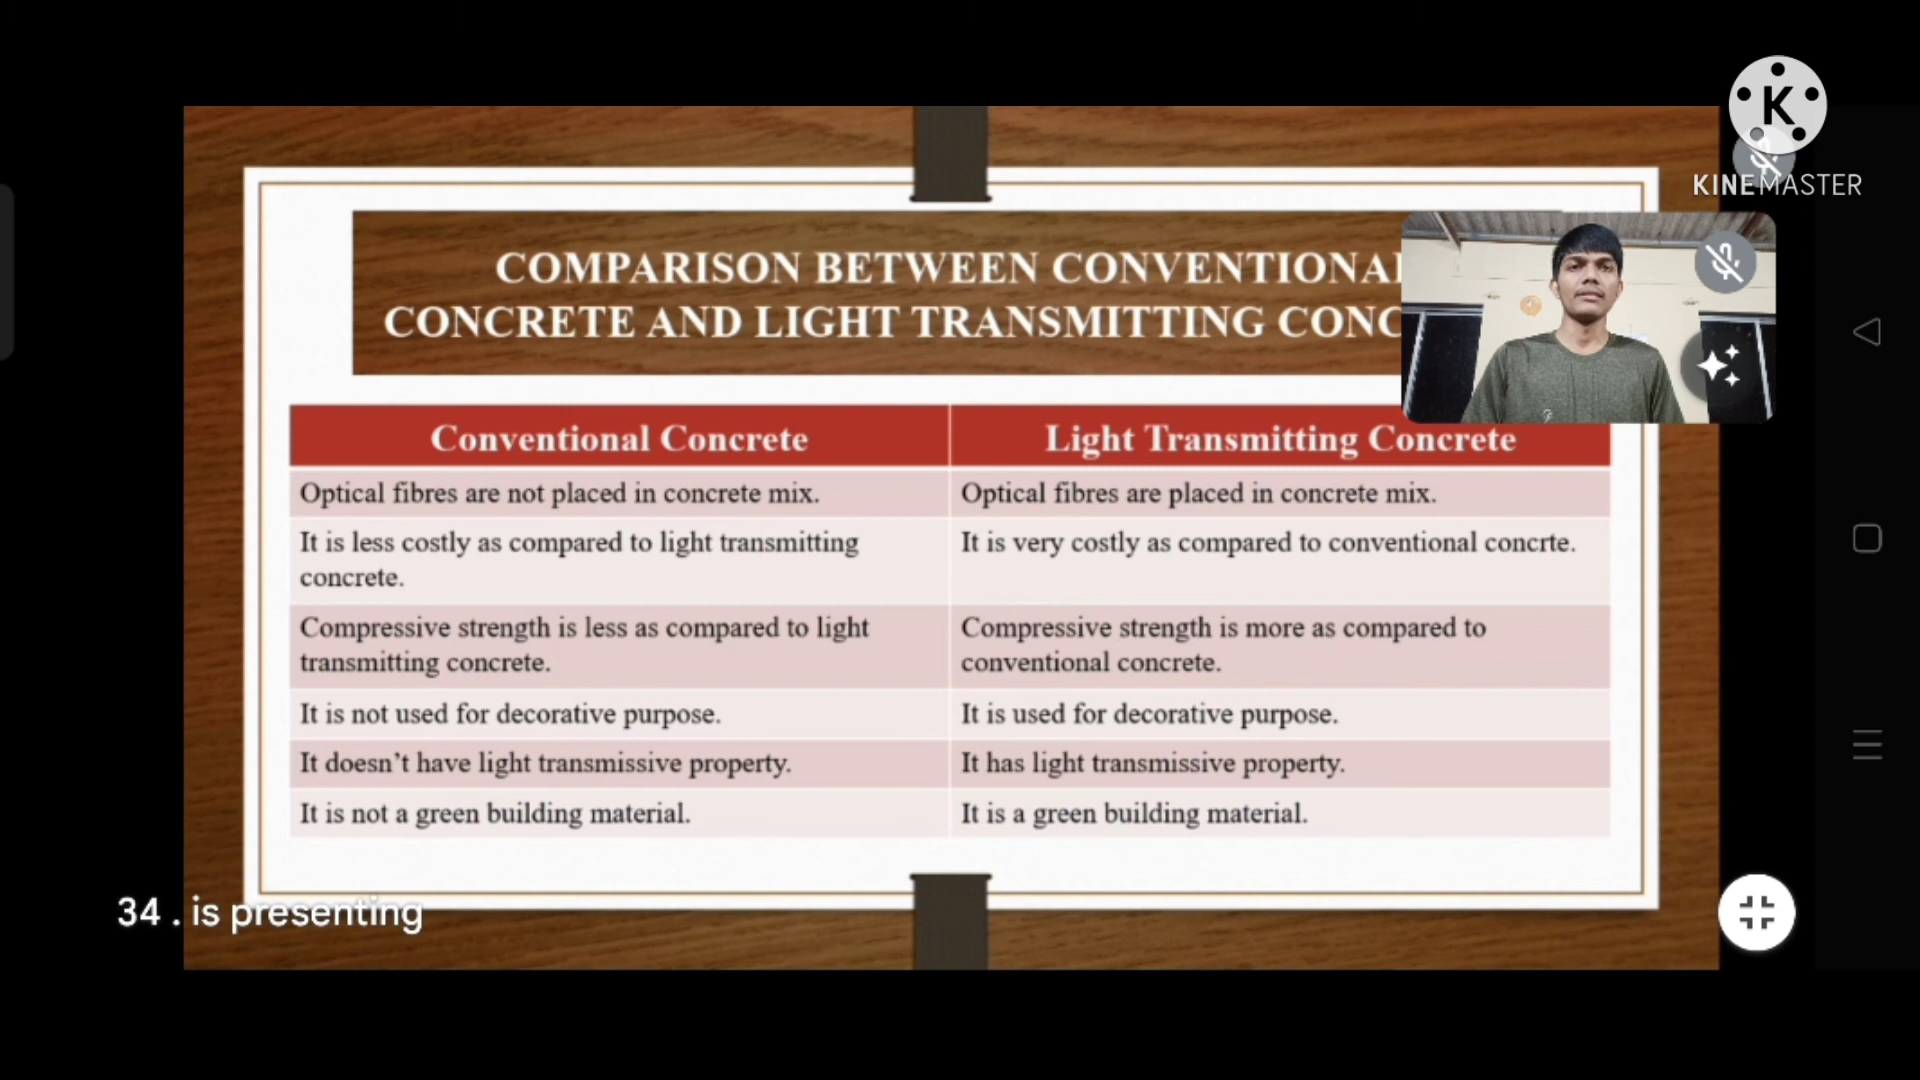 K
KINEMASTER
COMPARISON BETWEEN CONVENTIONAL
CONCRETE AND LIGHT TRANSMITTING CONC
Conventional Concrete
Light Transmitting Concrete
Optical fibres are not placed in concrete mix.
Optical fibres are placed in concrete mix.
It is less costly as compared to light transmitting
concrete.
It is very costly as compared to conventional concrte.
Compressive strength is less as compared to light
transmitting concrete.
Compressive strength is more as compared to
conventional concrete.
It is not used for decorative purpose.
It is used for decorative purpose.
It doesn’t have light transmissive property.
It has light transmissive property.
It is not a green building material.
It is a green building material.
34 . is presenting